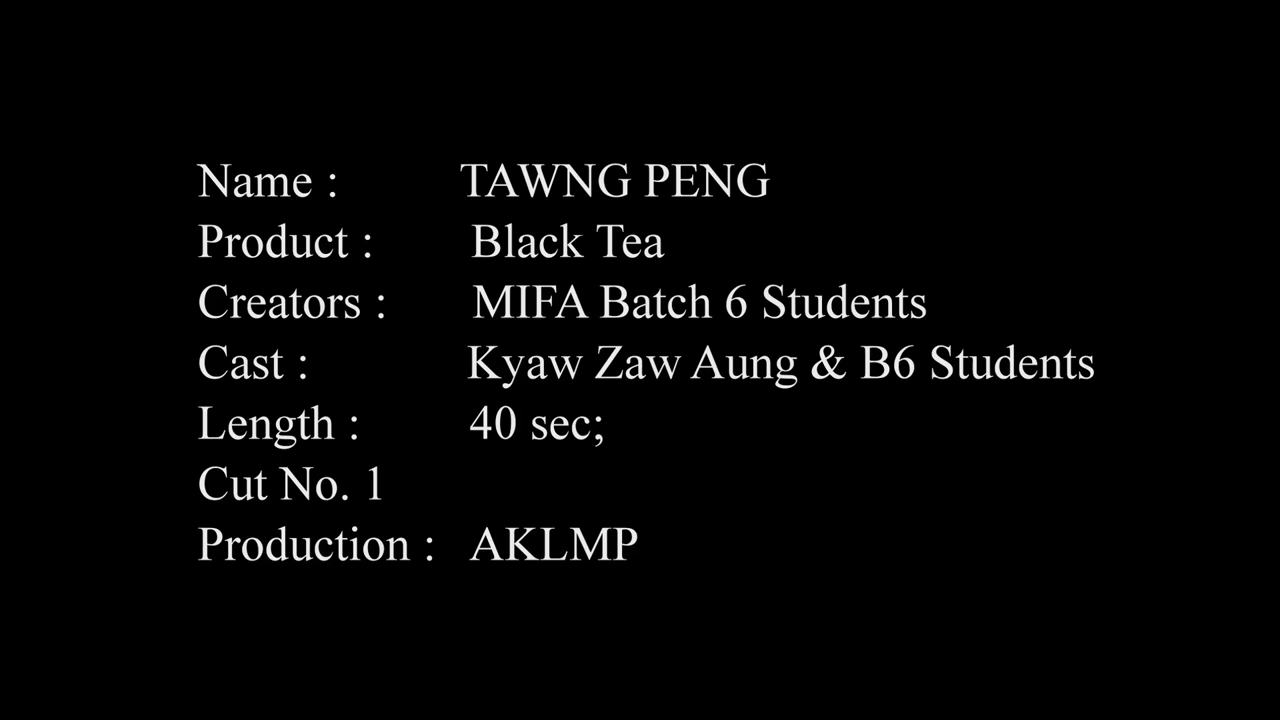 Name : TAWNG PENG
Product : Black Tea
Creators : MIFA Batch 6 Students
Cast : Kyaw Zaw Aung & B6 Students
Length : 40 sec;
Cut No. 1
Production : AKLMP